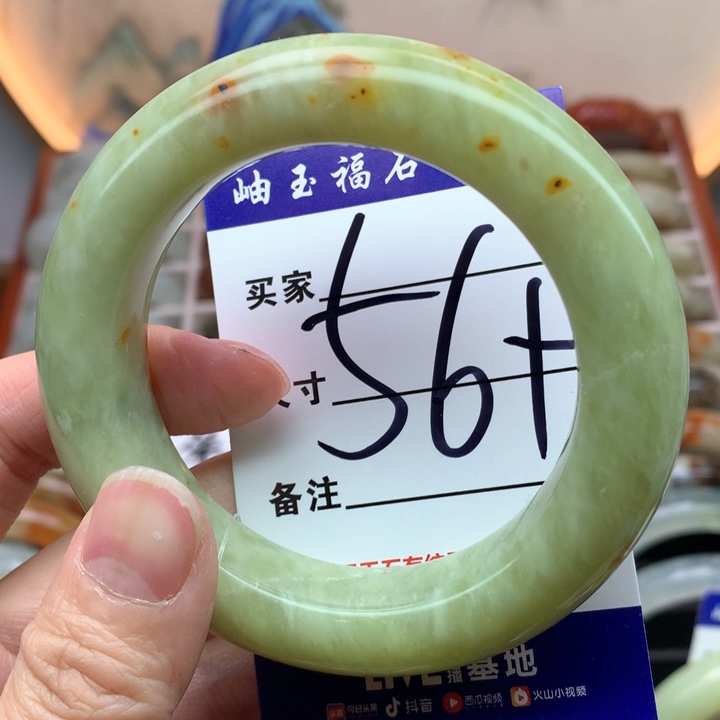 岫玉福石
买家
寸 56+
备注
LIVE 播 基地
今日头条 抖音 西瓜视频 火山小视频